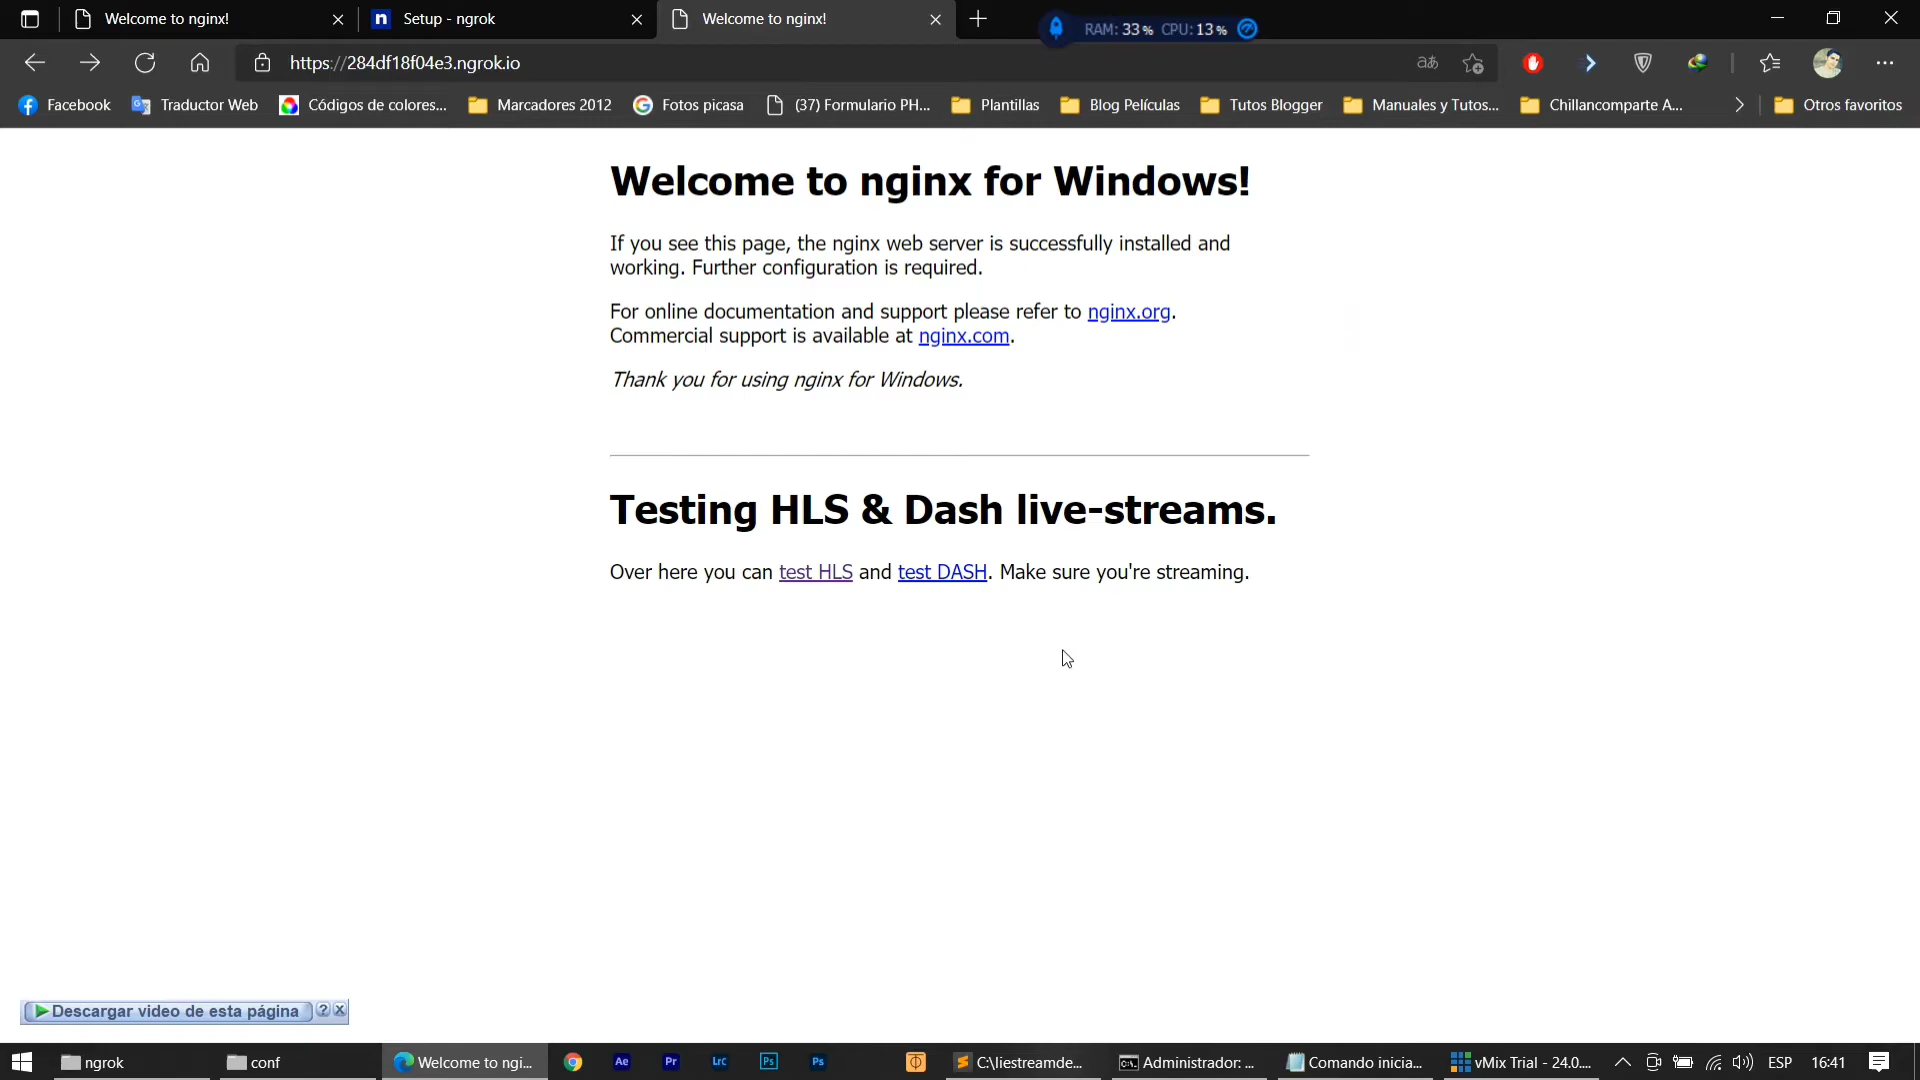 Welcome to nginx!
Setup - ngrok
Welcome to nginx!
RAM: 33% CPU: 13%
https://284df18f04e3.ngrok.io
aあ
Facebook
Traductor Web
Códigos de colores...
Marcadores 2012
Fotos picasa
(37) Formulario PH...
Plantillas
Blog Películas
Tutos Blogger
Manuales y Tutos...
Chillancomparte A...
Otros favoritos
Welcome to nginx for Windows!
If you see this page, the nginx web server is successfully installed and
working. Further configuration is required.
For online documentation and support please refer to nginx.org.
Commercial support is available at nginx.com.
Thank you for using nginx for Windows.
Testing HLS & Dash live-streams.
Over here you can test HLS and test DASH. Make sure you're streaming.
Descargar video de esta página ? X
ngrok
conf
Welcome to ngi...
Ae
Pr
Lrc
Ps
Ps
C:\liestreamde...
Administrador: ...
Comando inicia...
vMix Trial - 24.0....
ESP
16:41